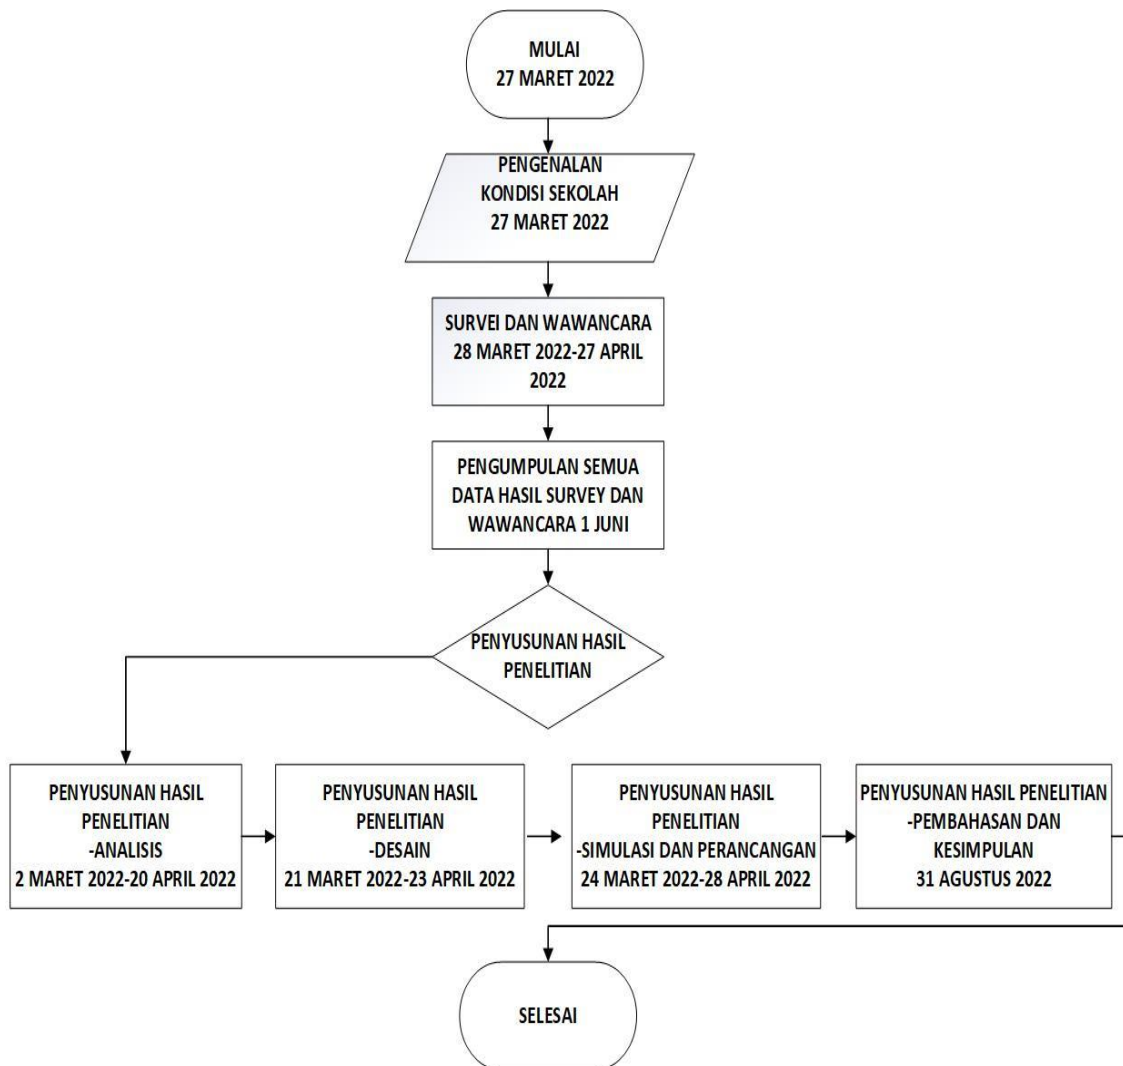 MULAI
27 MARET 2022
PENGENALAN
KONDISI SEKOLAH
27 MARET 2022
SURVEI DAN WAWANCARA
28 MARET 2022-27 APRIL
2022
PENGUMPULAN SEMUA
DATA HASIL SURVEY DAN
WAWANCARA 1 JUNI
PENYUSUNAN HASIL
PENELITIAN
PENYUSUNAN HASIL
PENELITIAN
-ANALISIS
2 MARET 2022-20 APRIL 2022
PENYUSUNAN HASIL
PENELITIAN
-DESAIN
21 MARET 2022-23 APRIL 2022
PENYUSUNAN HASIL
PENELITIAN
-SIMULASI DAN PERANCANGAN
24 MARET 2022-28 APRIL 2022
PENYUSUNAN HASIL PENELITIAN
-PEMBAHASAN DAN
KESIMPULAN
31 AGUSTUS 2022
SELESAI